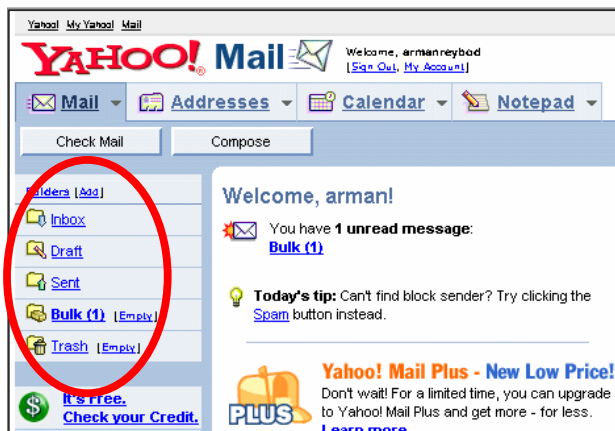 Yahoo! My Yahoo! Mail
YAHOO! Mail
Welcome, armanreybod
[Sign Out, My Account]
Mail Addresses Calendar Notepad
Check Mail Compose
Folders [Add]
Inbox
Draft
Sent
Bulk (1) [Empty]
Trash [Empty]
It's Free.
Check your Credit.
Welcome, arman!
You have 1 unread message:
Bulk (1)
Today's tip: Can't find block sender? Try clicking the
Spam button instead.
PLUS
Yahoo! Mail Plus - New Low Price!
Don't wait! For a limited time, you can upgrade
to Yahoo! Mail Plus and get more - for less.
Learn more